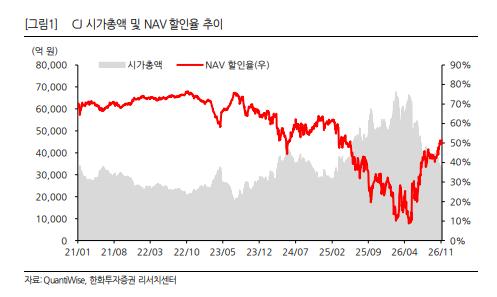 [그림1] CJ 시가총액 및 NAV 할인율 추이
(억 원)
시가총액 NAV 할인율(우)
80,000 90%
70,000 80%
60,000 70%
50,000 60%
40,000 50%
30,000 40%
20,000 30%
10,000 20%
0 10%
0%
21/01 21/08 22/03 22/10 23/05 23/12 24/07 25/02 25/09 26/04 26/11
자료: QuantiWise, 한화투자증권 리서치센터